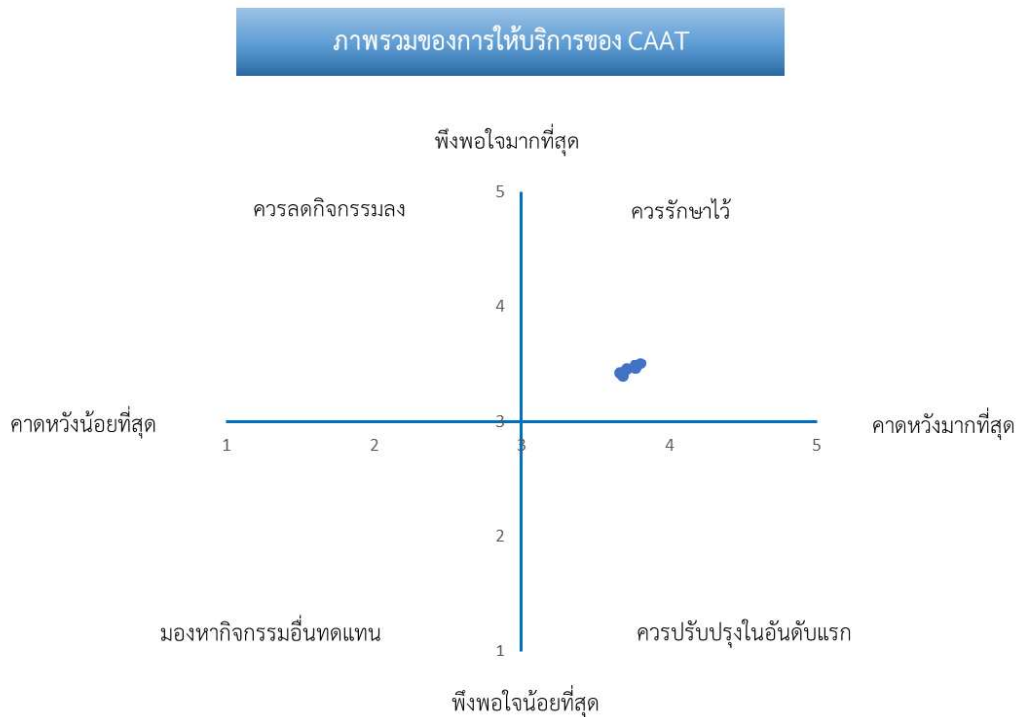 ภาพรวมของการให้บริการของ CAAT
พึงพอใจมากที่สุด
5
ควรลดกิจกรรมลง
ควรรักษาไว้
4
คาดหวังน้อยที่สุด
3
คาดหวังมากที่สุด
1 2 3 4 5
2
มองหากิจกรรมอื่นทดแทน
ควรปรับปรุงในอันดับแรก
1
พึงพอใจน้อยที่สุด